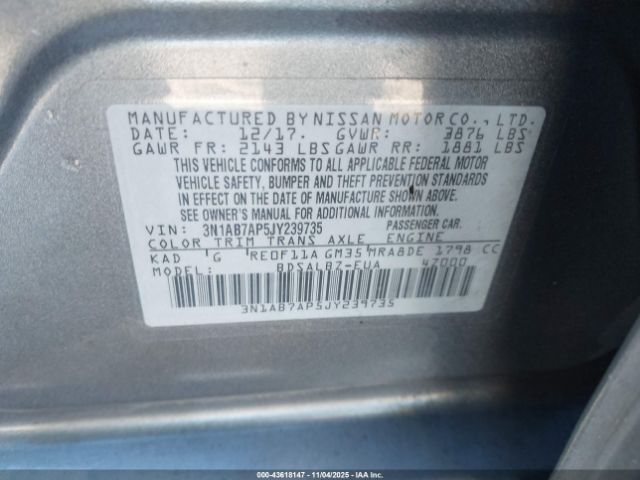 MANUFACTURED BY NISSAN MOTOR CO., LTD.
DATE: 12/17. GVWR: 3876 LBS
GAWR FR: 2143 LBS GAWR RR: 1881 LBS
THIS VEHICLE CONFORMS TO ALL APPLICABLE FEDERAL MOTOR
VEHICLE SAFETY, BUMPER AND THEFT PREVENTION STANDARDS
IN EFFECT ON THE DATE OF MANUFACTURE SHOWN ABOVE.
SEE OWNER'S MANUAL FOR ADDITIONAL INFORMATION.
VIN: 3N1AB7AP5JY239735 PASSENGER CAR.
COLOR TRIM TRANS AXLE ENGINE
KAD G RE0F11A GM35 MRA8DE 1798 CC
MODEL: BDSALBZ-EUA 47000
3N1AB7AP5JY239735
000-43618147 - 11/04/2025 - IAAI.COM